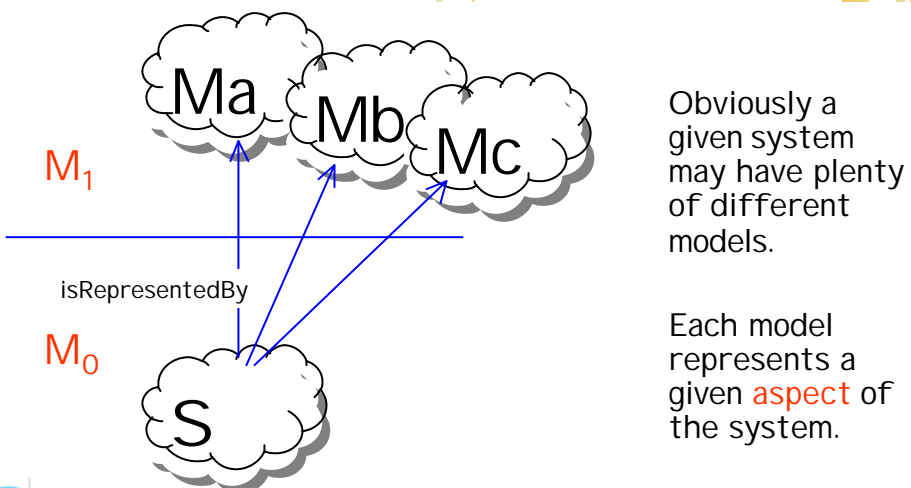 Ma
Mb
Mc
M₁
isRepresentedBy
M₀
S
Obviously a
given system
may have plenty
of different
models.
Each model
represents a
given aspect of
the system.